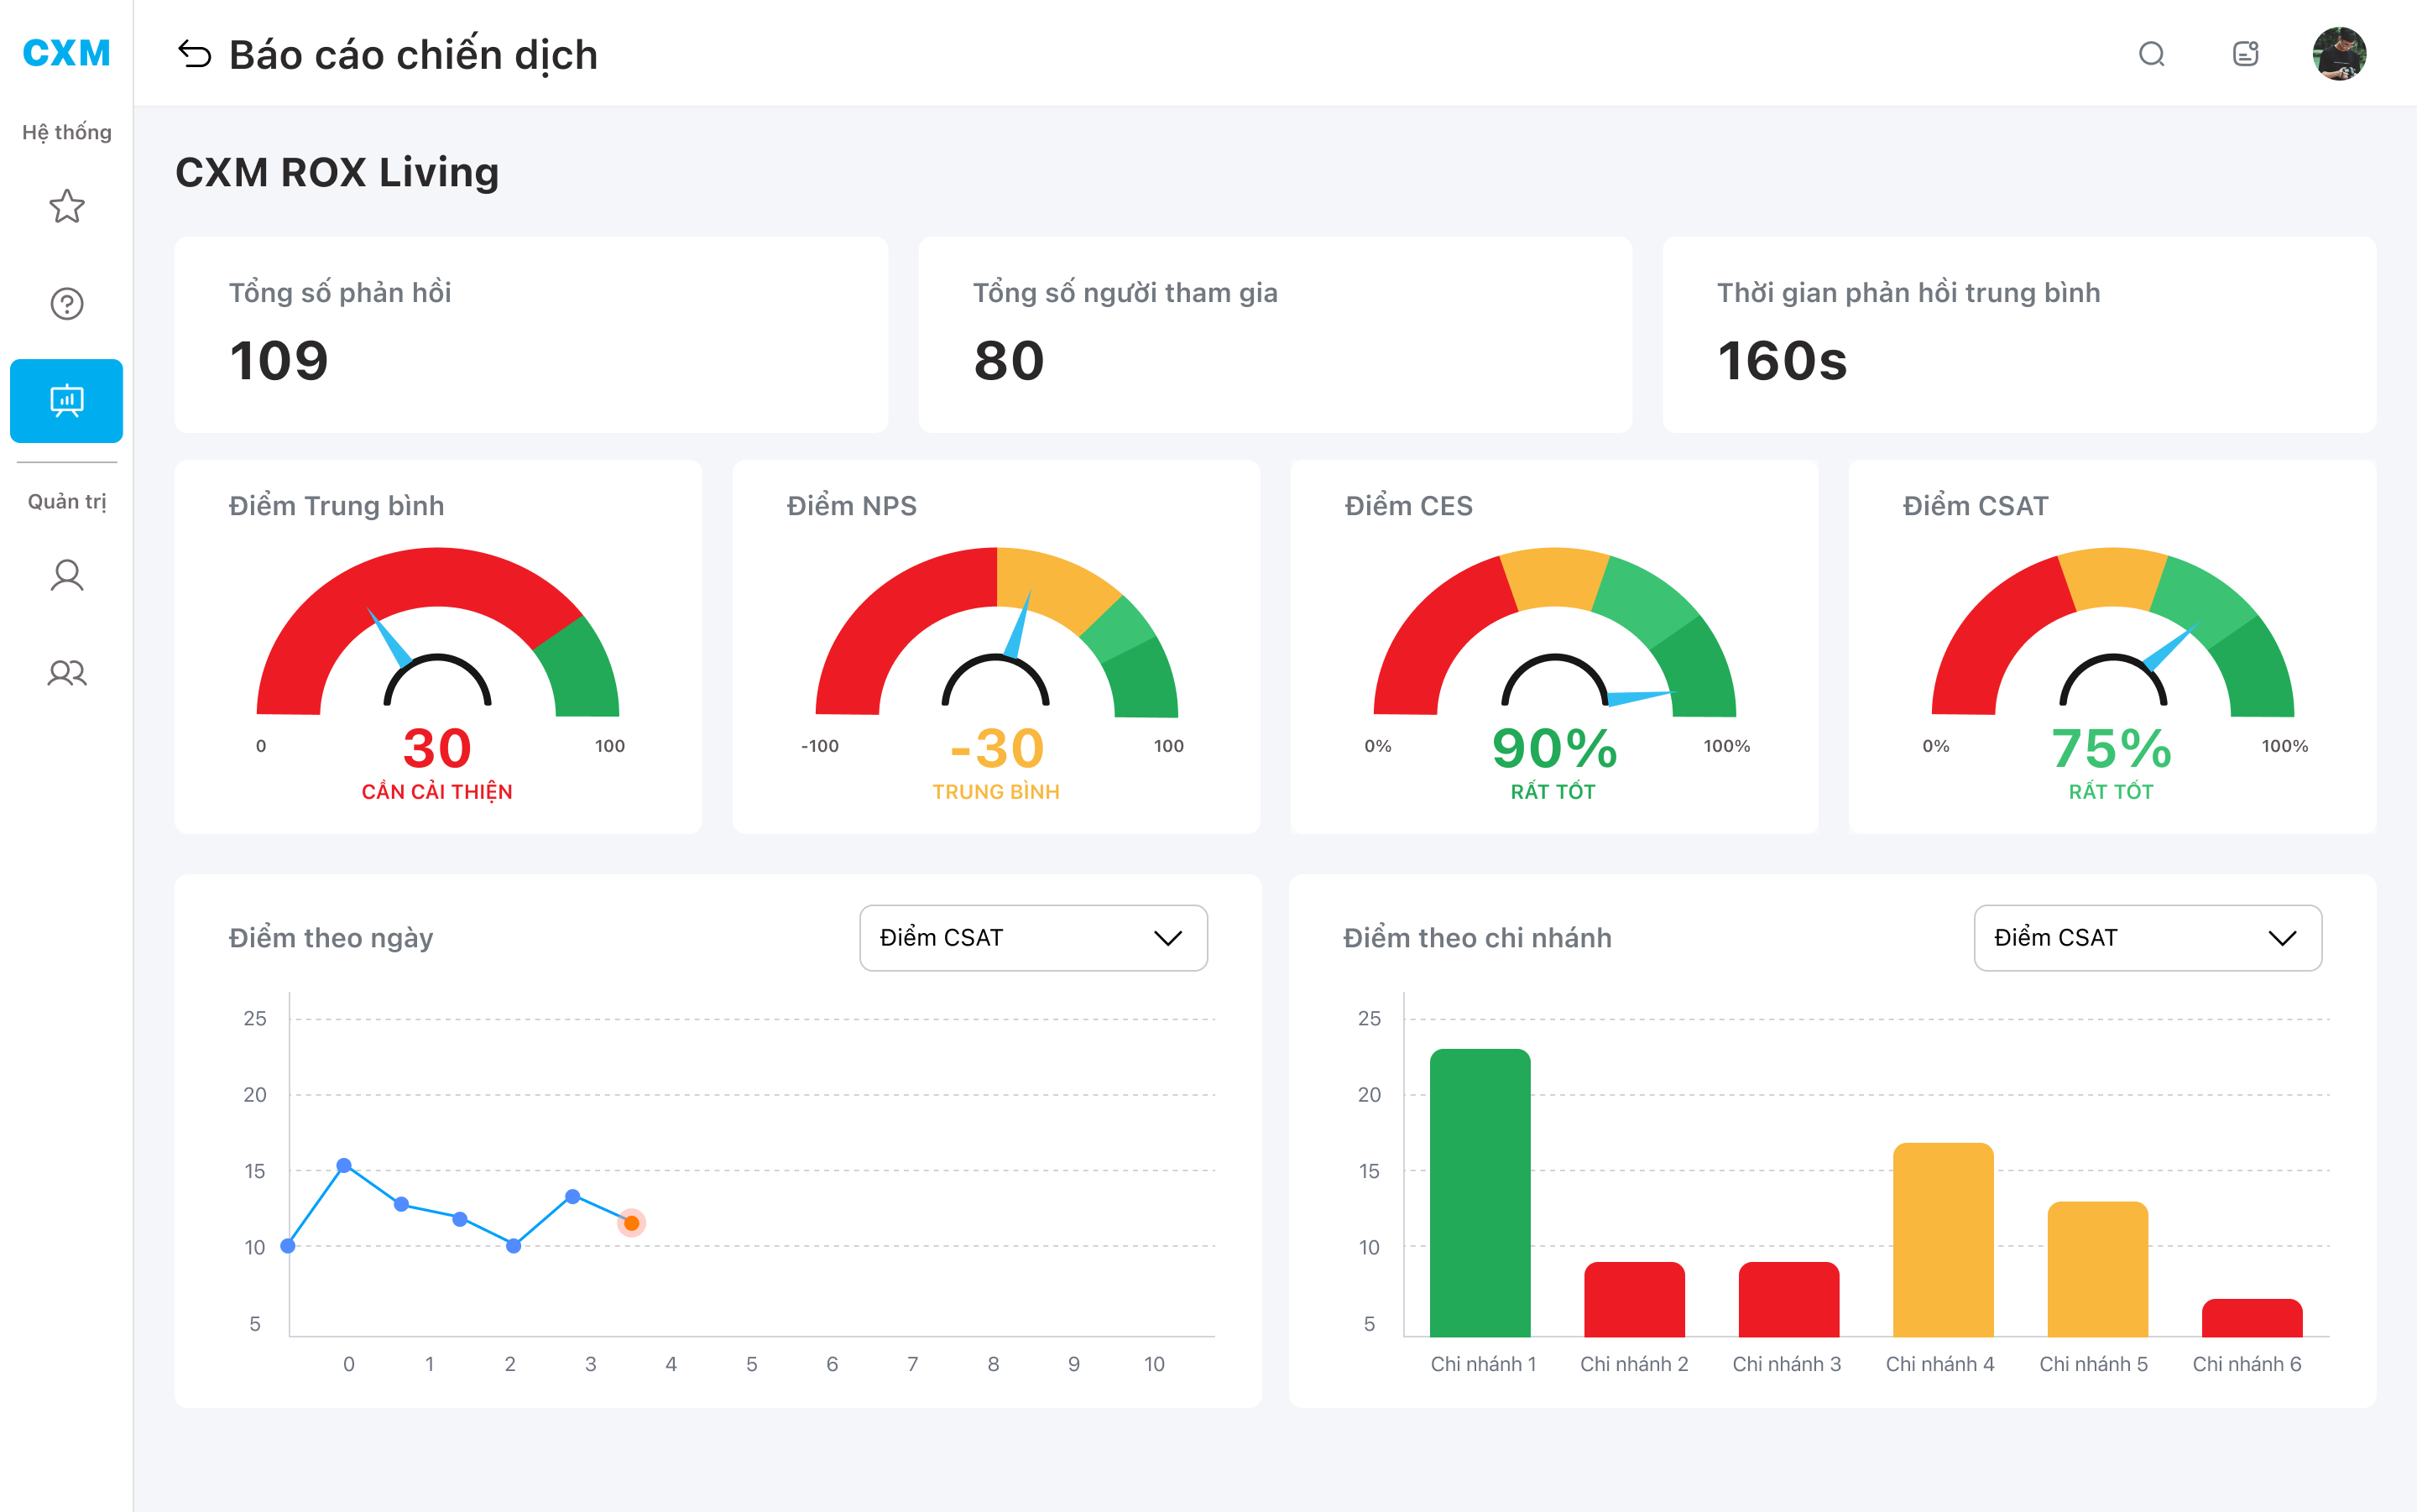 CXM
Báo cáo chiến dịch
Hệ thống
Quản trị
CXM ROX Living
Tổng số phản hồi
109
Tổng số người tham gia
80
Thời gian phản hồi trung bình
160s
Điểm Trung bình
0
30
100
CẦN CẢI THIỆN
Điểm NPS
-100
-30
100
TRUNG BÌNH
Điểm CES
0%
90%
100%
RẤT TỐT
Điểm CSAT
0%
75%
100%
RẤT TỐT
Điểm theo ngày
Điểm CSAT
25
20
15
10
5
0 1 2 3 4 5 6 7 8 9 10
Điểm theo chi nhánh
Điểm CSAT
25
20
15
10
5
Chi nhánh 1 Chi nhánh 2 Chi nhánh 3 Chi nhánh 4 Chi nhánh 5 Chi nhánh 6